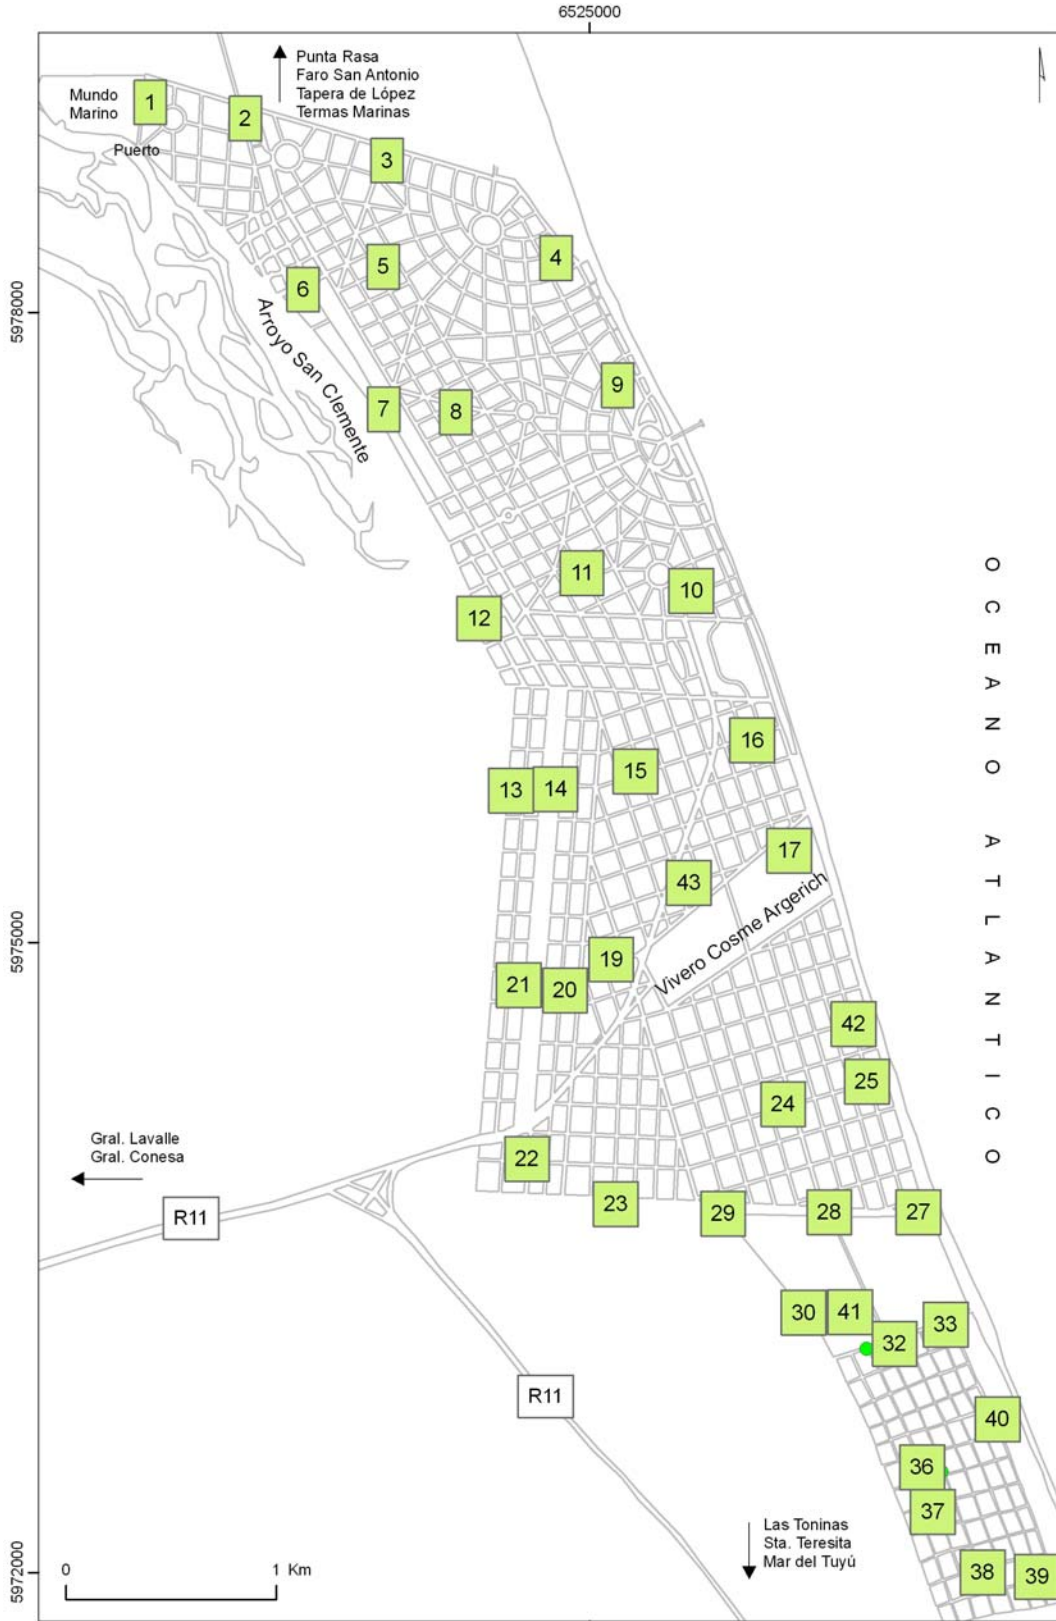 6525000
Punta Rasa
Faro San Antonio
Tapera de López
Termas Marinas
Mundo
Marino
1
2
Puerto
3
4
5
6
5978000
Arroyo San Clemente
9
7
8
11
10
12
OCEANO ATLANTICO
16
15
13
14
17
43
Vivero Cosme Argerich
5975000
19
21
20
42
25
24
Gral. Lavalle
Gral. Conesa
22
23
29
28
27
R11
30
41
33
32
R11
40
36
37
Las Toninas
Sta. Teresita
Mar del Tuyú
38
39
5972000
0 1 Km